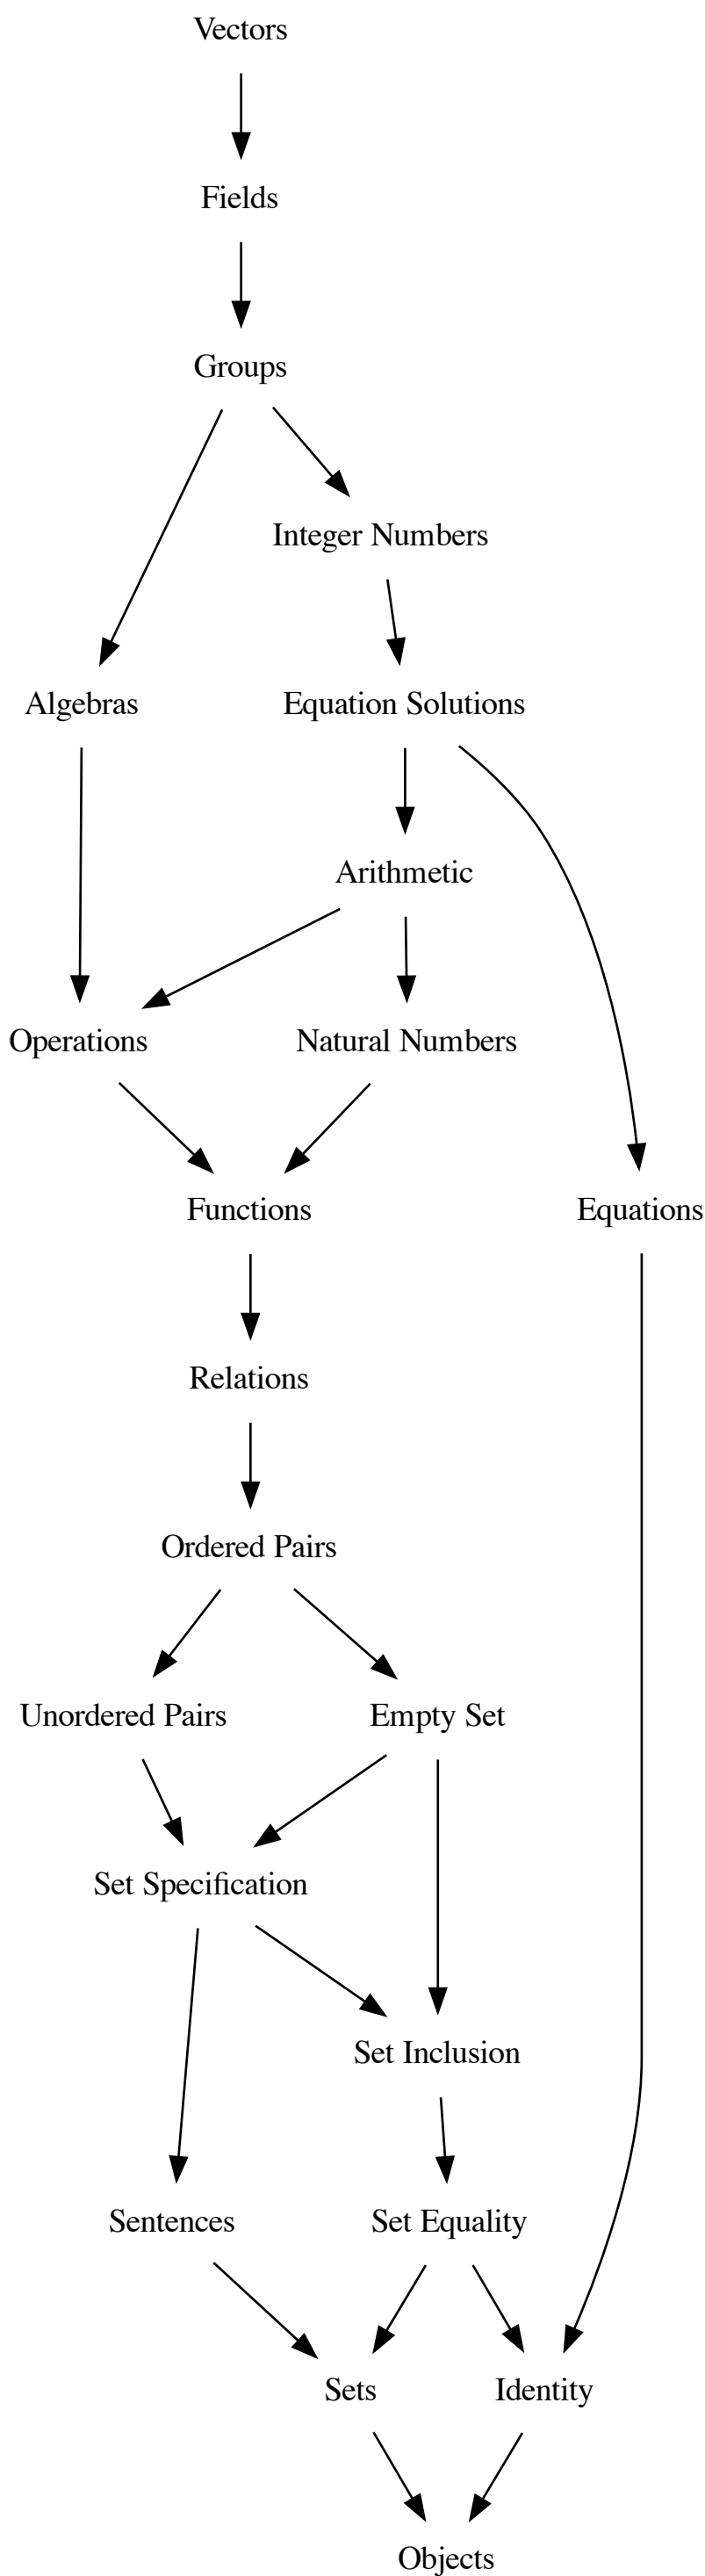 Vectors
Fields
Groups
Integer Numbers
Algebras
Equation Solutions
Arithmetic
Operations
Natural Numbers
Functions
Equations
Relations
Ordered Pairs
Unordered Pairs
Empty Set
Set Specification
Set Inclusion
Sentences
Set Equality
Sets
Identity
Objects